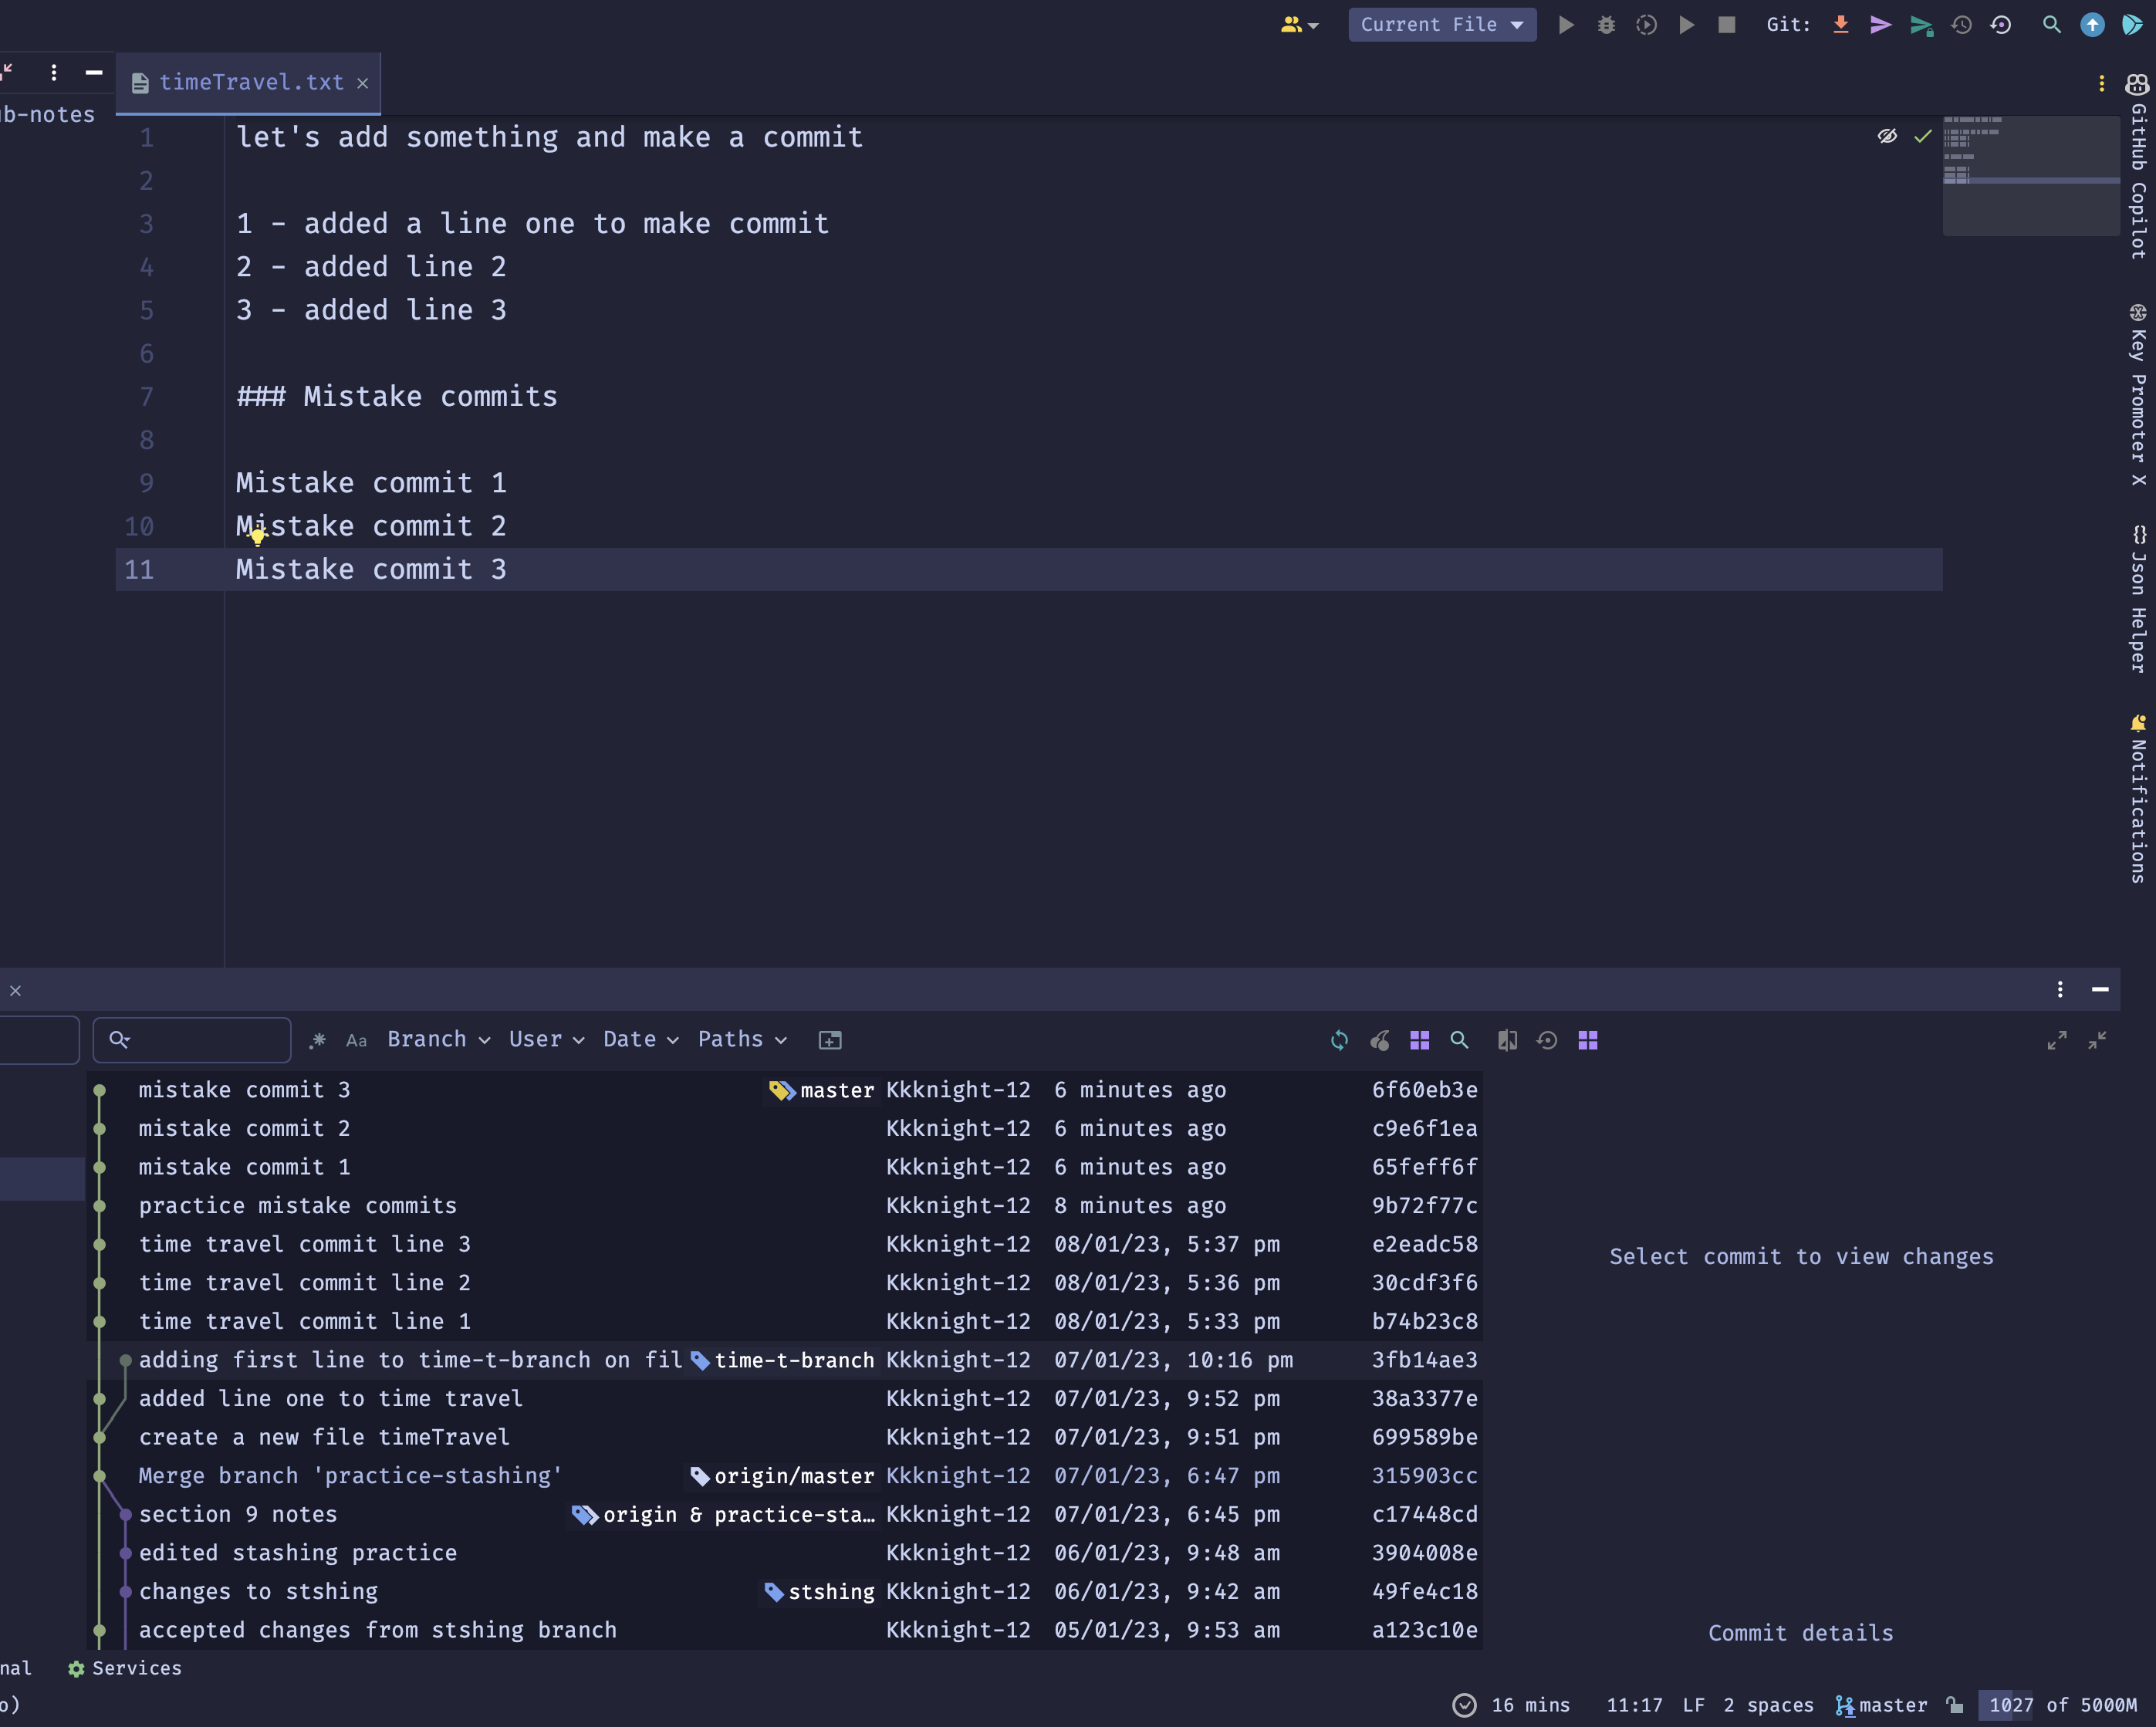 Current File
Git:
timeTravel.txt
b-notes
1 let's add something and make a commit
2
3 1 - added a line one to make commit
4 2 - added line 2
5 3 - added line 3
6
7 ### Mistake commits
8
9 Mistake commit 1
10 Mistake commit 2
11 Mistake commit 3
GitHub Copilot
Key Promoter X
{} Json Helper
Notifications
.* Aa Branch User Date Paths
mistake commit 3 master Kkknight-12 6 minutes ago 6f60eb3e
mistake commit 2 Kkknight-12 6 minutes ago c9e6f1ea
mistake commit 1 Kkknight-12 6 minutes ago 65feff6f
practice mistake commits Kkknight-12 8 minutes ago 9b72f77c
time travel commit line 3 Kkknight-12 08/01/23, 5:37 pm e2eadc58
time travel commit line 2 Kkknight-12 08/01/23, 5:36 pm 30cdf3f6
time travel commit line 1 Kkknight-12 08/01/23, 5:33 pm b74b23c8
adding first line to time-t-branch on fil time-t-branch Kkknight-12 07/01/23, 10:16 pm 3fb14ae3
added line one to time travel Kkknight-12 07/01/23, 9:52 pm 38a3377e
create a new file timeTravel Kkknight-12 07/01/23, 9:51 pm 699589be
Merge branch 'practice-stashing' origin/master Kkknight-12 07/01/23, 6:47 pm 315903cc
section 9 notes origin & practice-sta… Kkknight-12 07/01/23, 6:45 pm c17448cd
edited stashing practice Kkknight-12 06/01/23, 9:48 am 3904008e
changes to stshing stshing Kkknight-12 06/01/23, 9:42 am 49fe4c18
accepted changes from stshing branch Kkknight-12 05/01/23, 9:53 am a123c10e
Select commit to view changes
Commit details
nal Services
o) 16 mins 11:17 LF 2 spaces master 1027 of 5000M